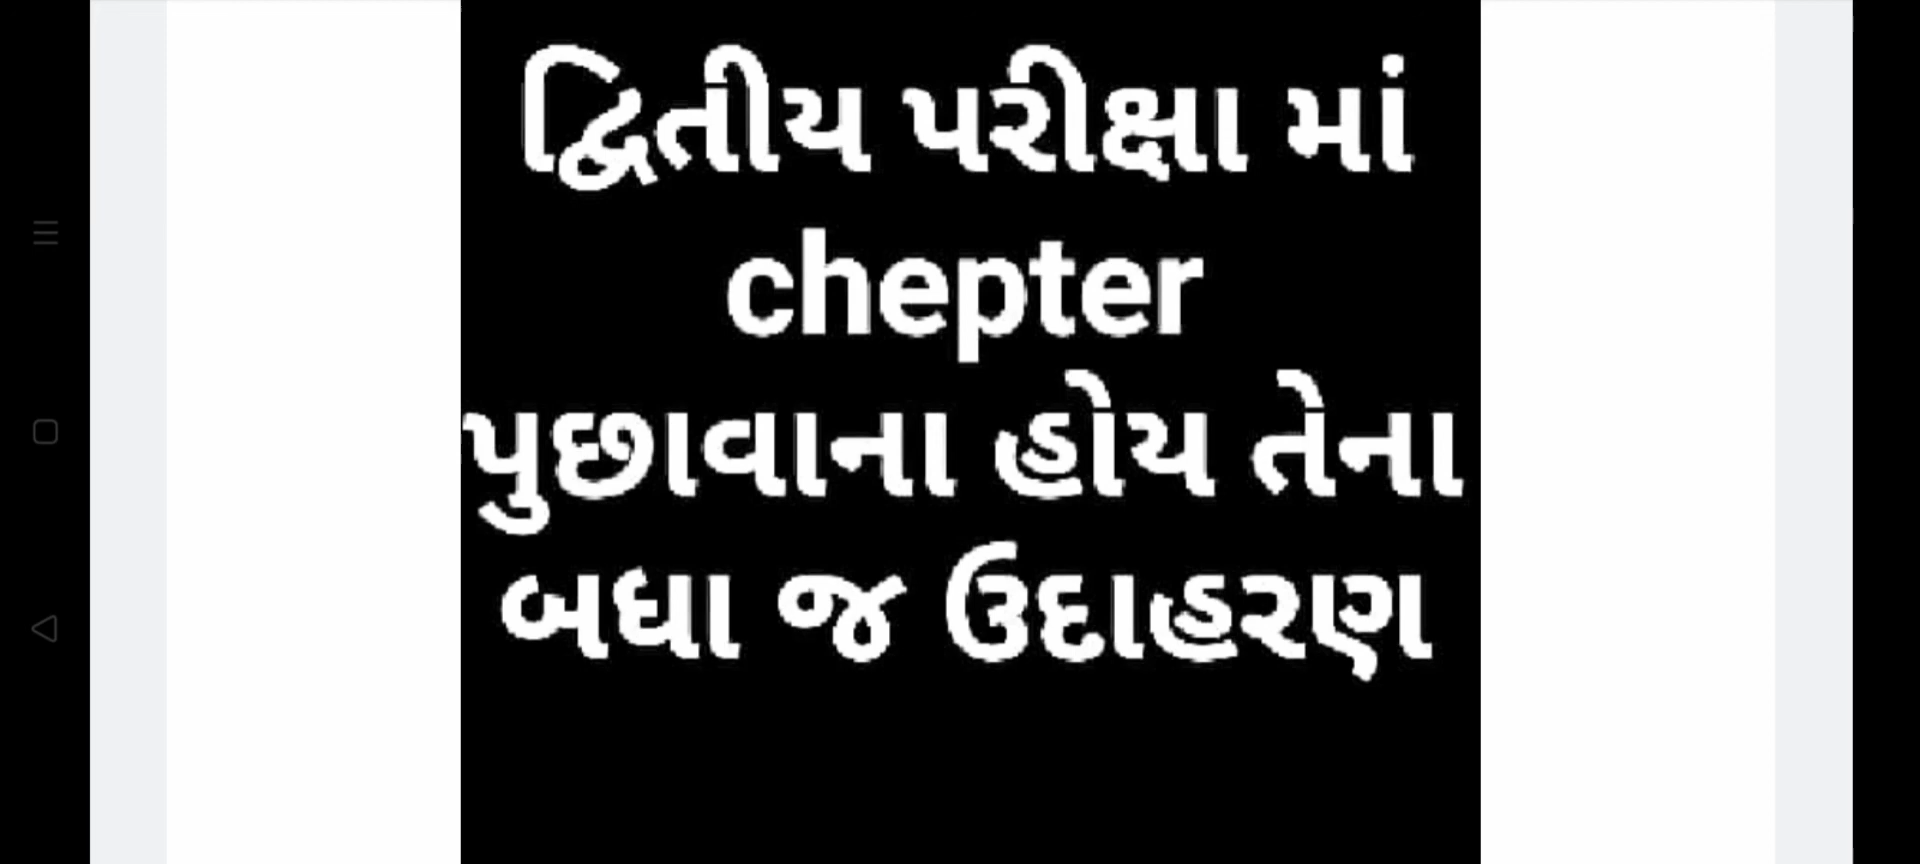 દ્વિતીય પરીક્ષા માં
chepter
પુછાવાના હોય તેના
બધા જ ઉદાહરણ